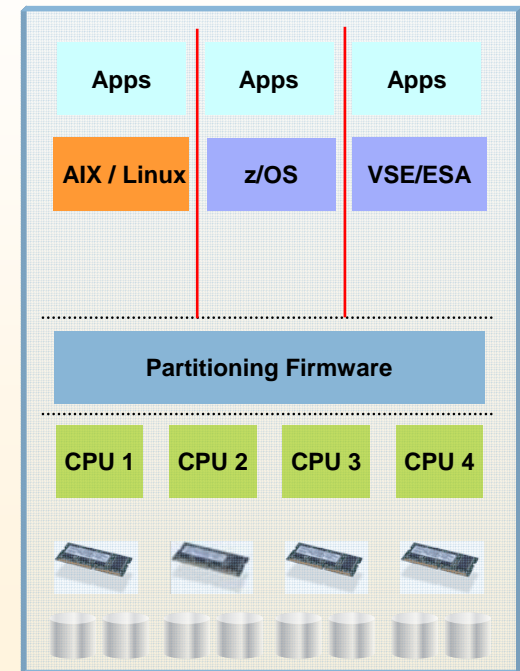 Apps Apps Apps
AIX / Linux z/OS VSE/ESA
Partitioning Firmware
CPU 1 CPU 2 CPU 3 CPU 4